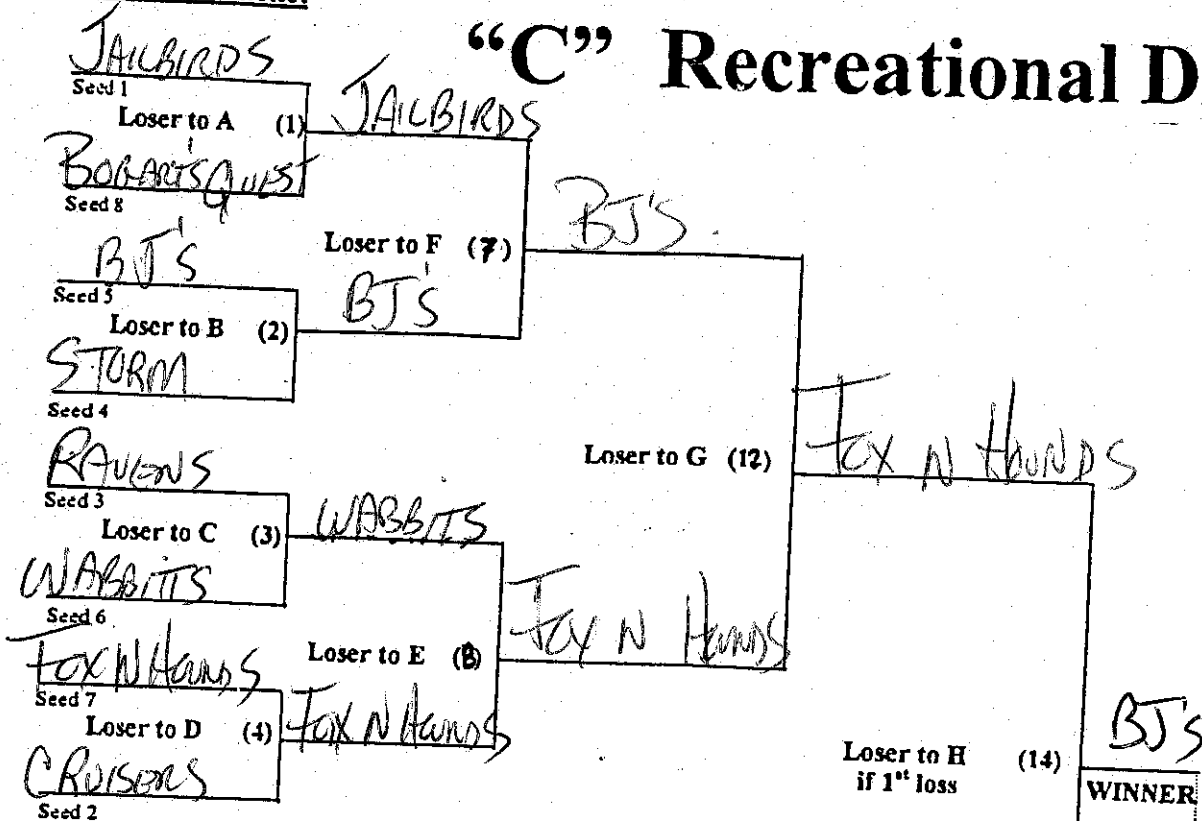 “C” Recreational D
JAILBIRDS
Seed 1
Loser to A (1)
JAILBIRDS
BOGART'S GUEST
Seed 8
Loser to F (7)
BJ'S
BJ'S
Seed 5
Loser to B (2)
BJ'S
STORM
Seed 4
Loser to G (12)
FOX N HOUNDS
RAVENS
Seed 3
Loser to C (3)
WABBITS
WABBITTS
Seed 6
Loser to E (8)
FOX N HOUNDS
FOX N HOUNDS
Seed 7
Loser to D (4)
FOX N HOUNDS
CRUISERS
Seed 2
Loser to H (14)
if 1st loss
BJ's
WINNER